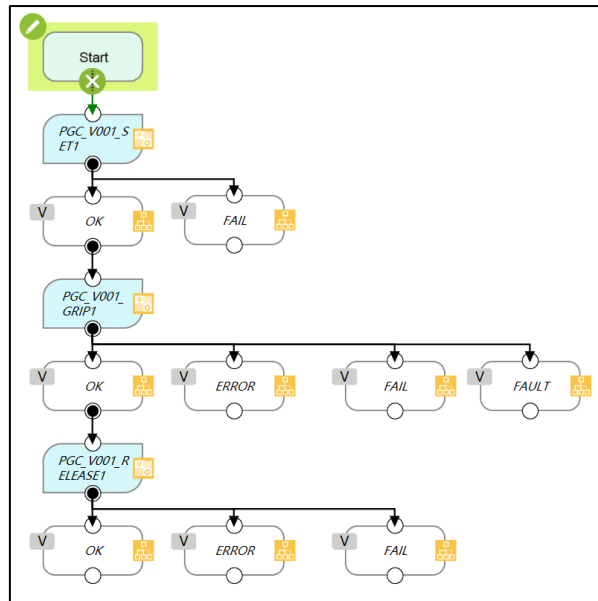 Start
PGC_V001_S
ET1
V
OK
V
FAIL
PGC_V001_
GRIP1
V
OK
V
ERROR
V
FAIL
V
FAULT
PGC_V001_R
ELEASE1
V
OK
V
ERROR
V
FAIL